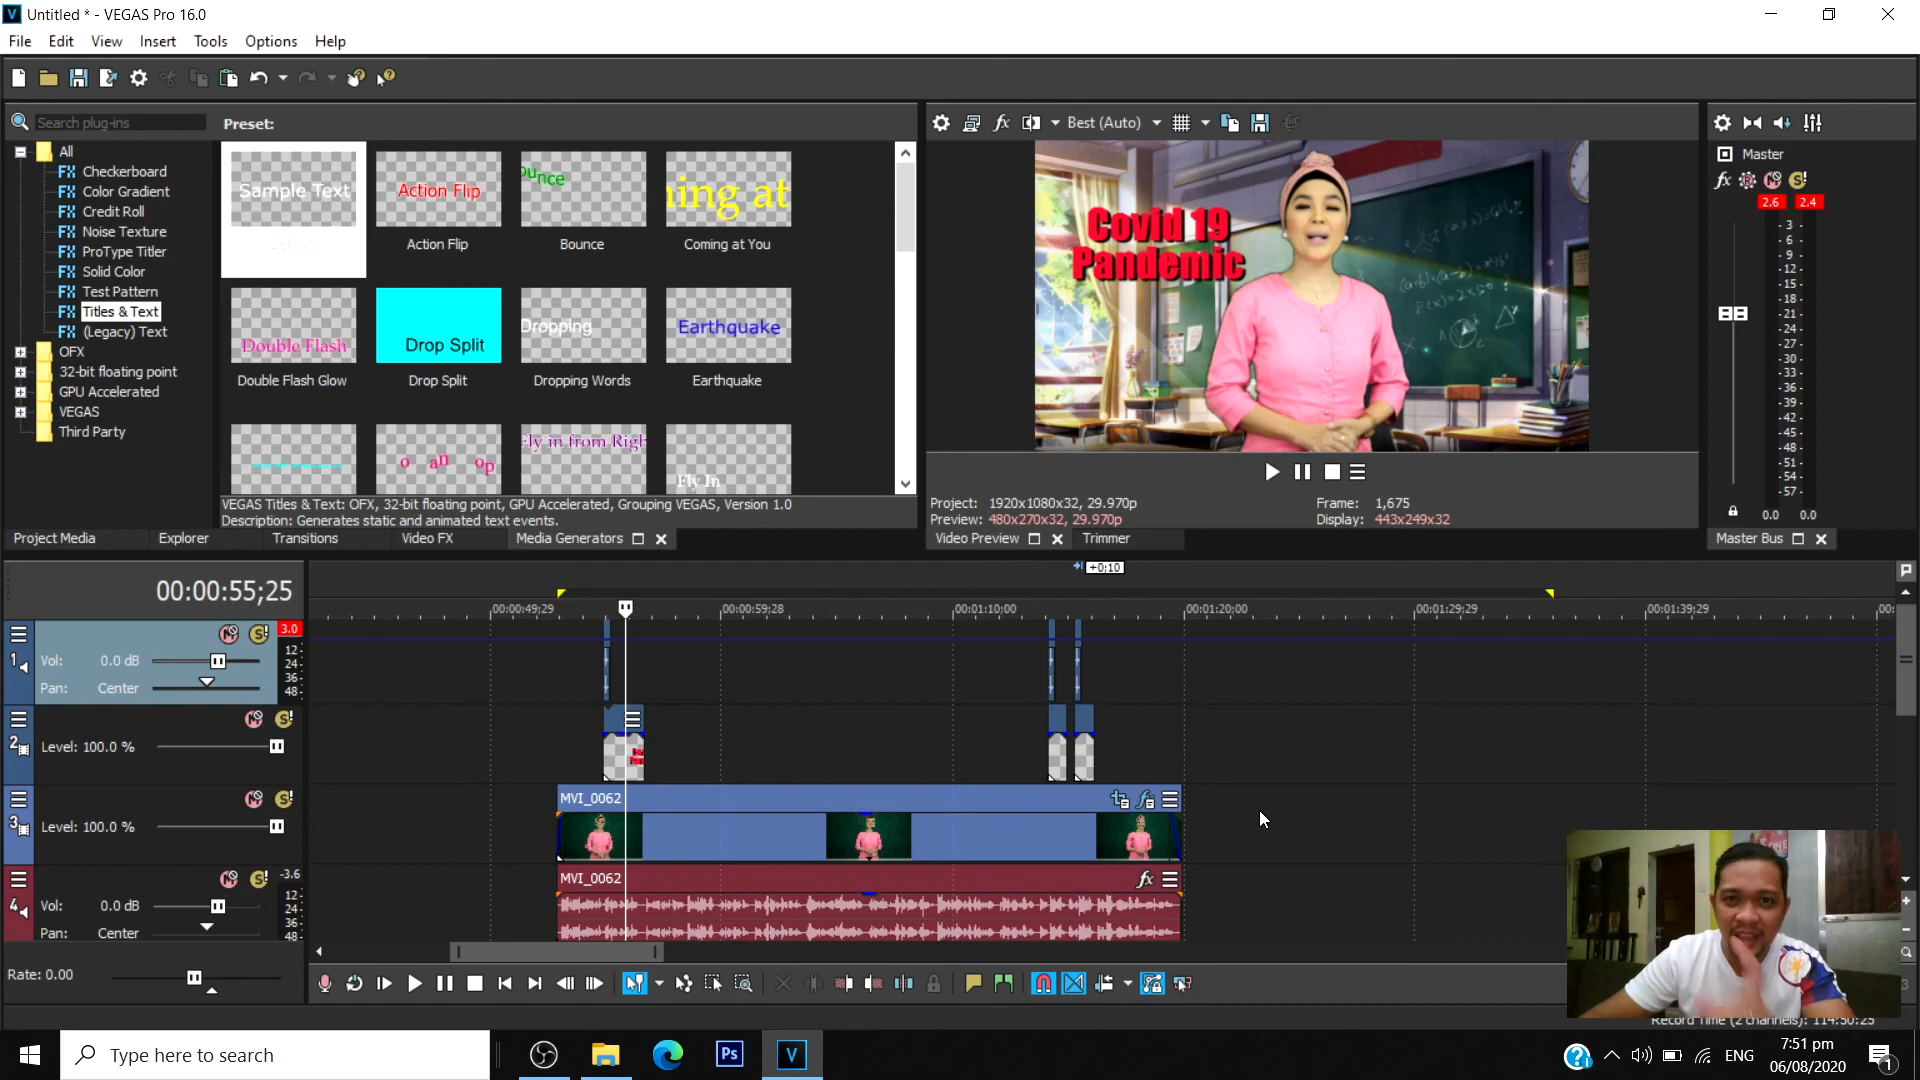 Untitled * - VEGAS Pro 16.0
File Edit View Insert Tools Options Help
Search plug-ins
Preset:
All
Checkerboard
Color Gradient
Credit Roll
Noise Texture
ProType Titler
Solid Color
Test Pattern
Titles & Text
(Legacy) Text
OFX
32-bit floating point
GPU Accelerated
VEGAS
Third Party
Sample Text
Default
Action Flip
Action Flip
ounce
Bounce
ning at
Coming at You
Double Flash
Double Flash Glow
Drop Split
Drop Split
Dropping
Dropping Words
Earthquake
Earthquake
o an op
Fly in from Righ
Fly In
VEGAS Titles & Text: OFX, 32-bit floating point, GPU Accelerated, Grouping VEGAS, Version 1.0
Description: Generates static and animated text events.
Project Media Explorer Transitions Video FX Media Generators
Best (Auto)
Covid 19
Pandemic
Project: 1920x1080x32, 29.970p
Preview: 480x270x32, 29.970p
Frame: 1,675
Display: 443x249x32
Video Preview Trimmer
Master
2.6 2.4
- 3 -
- 6 -
- 9 -
-12-
-15-
-18-
-21-
-24-
-27-
-30-
-33-
-36-
-39-
-42-
-45-
-48-
-51-
-54-
-57-
0.0 0.0
Master Bus
+0;10
00:00:55;25
00:00:49;29 00:00:59;28 00:01:10;00 00:01:20;00 00:01:29;29 00:01:39;29 00:
1
Vol: 0.0 dB
Pan: Center
3.0
12-
24-
36-
48-
2
Level: 100.0 %
3
Level: 100.0 %
MVI_0062
4
Vol: 0.0 dB
Pan: Center
-3.6
12-
24-
36-
48-
MVI_0062
Rate: 0.00
Record Time (2 channels): 114:50:25
Type here to search
Ps
V
ENG
7:51 pm
06/08/2020
1